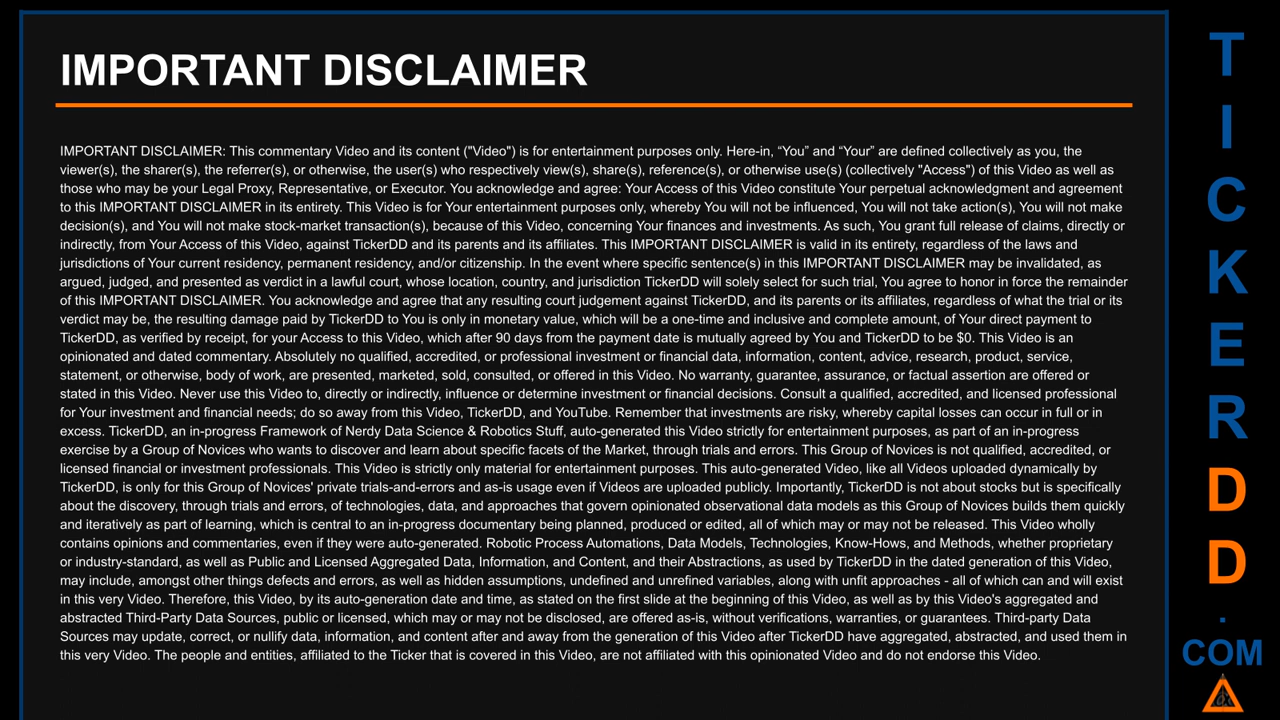 IMPORTANT DISCLAIMER
IMPORTANT DISCLAIMER: This commentary Video and its content ("Video") is for entertainment purposes only. Here-in, “You” and “Your” are defined collectively as you, the
viewer(s), the sharer(s), the referrer(s), or otherwise, the user(s) who respectively view(s), share(s), reference(s), or otherwise use(s) (collectively "Access") of this Video as well as
those who may be your Legal Proxy, Representative, or Executor. You acknowledge and agree: Your Access of this Video constitute Your perpetual acknowledgment and agreement
to this IMPORTANT DISCLAIMER in its entirety. This Video is for Your entertainment purposes only, whereby You will not be influenced, You will not take action(s), You will not make
decision(s), and You will not make stock-market transaction(s), because of this Video, concerning Your finances and investments. As such, You grant full release of claims, directly or
indirectly, from Your Access of this Video, against TickerDD and its parents and its affiliates. This IMPORTANT DISCLAIMER is valid in its entirety, regardless of the laws and
jurisdictions of Your current residency, permanent residency, and/or citizenship. In the event where specific sentence(s) in this IMPORTANT DISCLAIMER may be invalidated, as
argued, judged, and presented as verdict in a lawful court, whose location, country, and jurisdiction TickerDD will solely select for such trial, You agree to honor in force the remainder
of this IMPORTANT DISCLAIMER. You acknowledge and agree that any resulting court judgement against TickerDD, and its parents or its affiliates, regardless of what the trial or its
verdict may be, the resulting damage paid by TickerDD to You is only in monetary value, which will be a one-time and inclusive and complete amount, of Your direct payment to
TickerDD, as verified by receipt, for your Access to this Video, which after 90 days from the payment date is mutually agreed by You and TickerDD to be $0. This Video is an
opinionated and dated commentary. Absolutely no qualified, accredited, or professional investment or financial data, information, content, advice, research, product, service,
statement, or otherwise, body of work, are presented, marketed, sold, consulted, or offered in this Video. No warranty, guarantee, assurance, or factual assertion are offered or
stated in this Video. Never use this Video to, directly or indirectly, influence or determine investment or financial decisions. Consult a qualified, accredited, and licensed professional
for Your investment and financial needs; do so away from this Video, TickerDD, and YouTube. Remember that investments are risky, whereby capital losses can occur in full or in
excess. TickerDD, an in-progress Framework of Nerdy Data Science & Robotics Stuff, auto-generated this Video strictly for entertainment purposes, as part of an in-progress
exercise by a Group of Novices who wants to discover and learn about specific facets of the Market, through trials and errors. This Group of Novices is not qualified, accredited, or
licensed financial or investment professionals. This Video is strictly only material for entertainment purposes. This auto-generated Video, like all Videos uploaded dynamically by
TickerDD, is only for this Group of Novices' private trials-and-errors and as-is usage even if Videos are uploaded publicly. Importantly, TickerDD is not about stocks but is specifically
about the discovery, through trials and errors, of technologies, data, and approaches that govern opinionated observational data models as this Group of Novices builds them quickly
and iteratively as part of learning, which is central to an in-progress documentary being planned, produced or edited, all of which may or may not be released. This Video wholly
contains opinions and commentaries, even if they were auto-generated. Robotic Process Automations, Data Models, Technologies, Know-Hows, and Methods, whether proprietary
or industry-standard, as well as Public and Licensed Aggregated Data, Information, and Content, and their Abstractions, as used by TickerDD in the dated generation of this Video,
may include, amongst other things defects and errors, as well as hidden assumptions, undefined and unrefined variables, along with unfit approaches - all of which can and will exist
in this very Video. Therefore, this Video, by its auto-generation date and time, as stated on the first slide at the beginning of this Video, as well as by this Video's aggregated and
abstracted Third-Party Data Sources, public or licensed, which may or may not be disclosed, are offered as-is, without verifications, warranties, or guarantees. Third-party Data
Sources may update, correct, or nullify data, information, and content after and away from the generation of this Video after TickerDD have aggregated, abstracted, and used them in
this very Video. The people and entities, affiliated to the Ticker that is covered in this Video, are not affiliated with this opinionated Video and do not endorse this Video.
T
I
C
K
E
R
D
D
.
COM